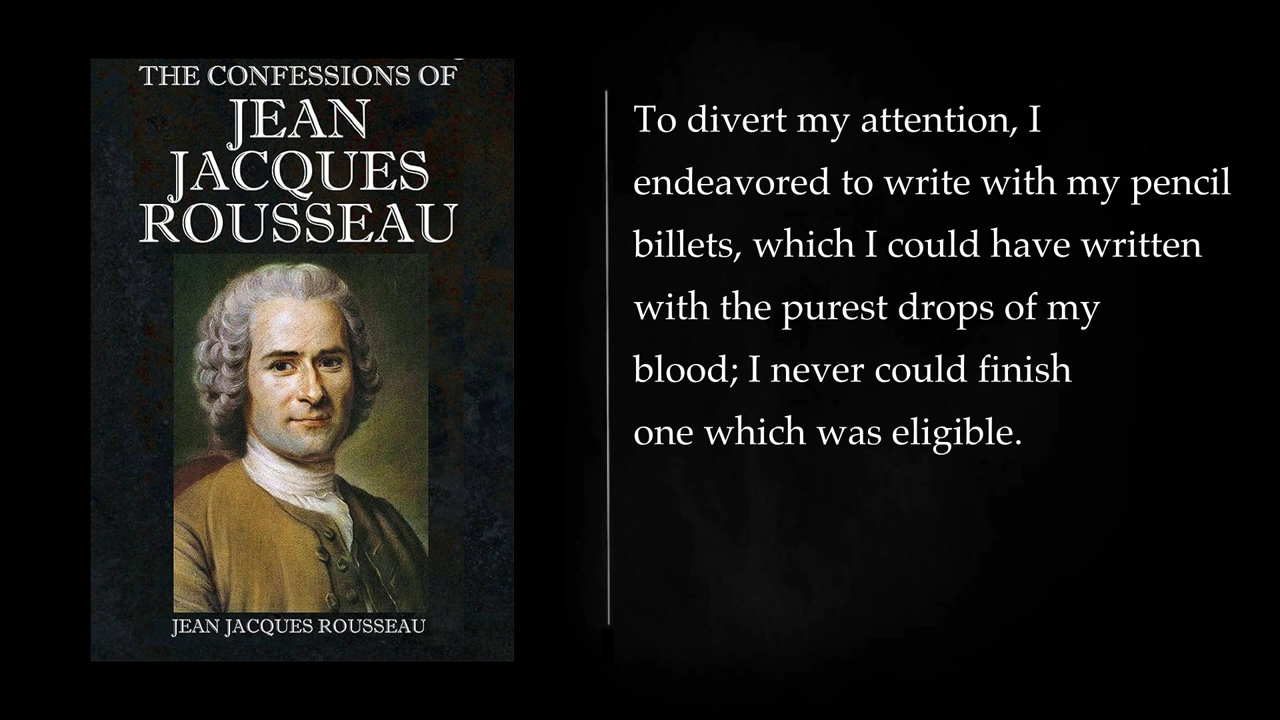 THE CONFESSIONS OF
JEAN
JACQUES
ROUSSEAU
JEAN JACQUES ROUSSEAU
To divert my attention, I
endeavored to write with my pencil
billets, which I could have written
with the purest drops of my
blood; I never could finish
one which was eligible.